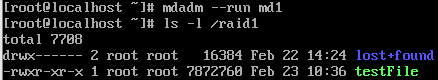 [root@localhost ~]# mdadm --run md1
[root@localhost ~]# ls -l /raid1
total 7708
drwx------ 2 root root   16384 Feb 22 14:24 lost+found
-rwxr-xr-x 1 root root 7872760 Feb 23 10:36 testFile